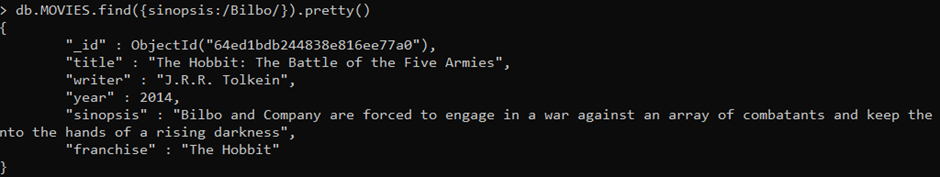 > db.MOVIES.find({sinopsis:/Bilbo/}).pretty()
{
        "_id" : ObjectId("64ed1bdb244838e816ee77a0"),
        "title" : "The Hobbit: The Battle of the Five Armies",
        "writer" : "J.R.R. Tolkein",
        "year" : 2014,
        "sinopsis" : "Bilbo and Company are forced to engage in a war against an array of combatants and keep the
nto the hands of a rising darkness",
        "franchise" : "The Hobbit"
}